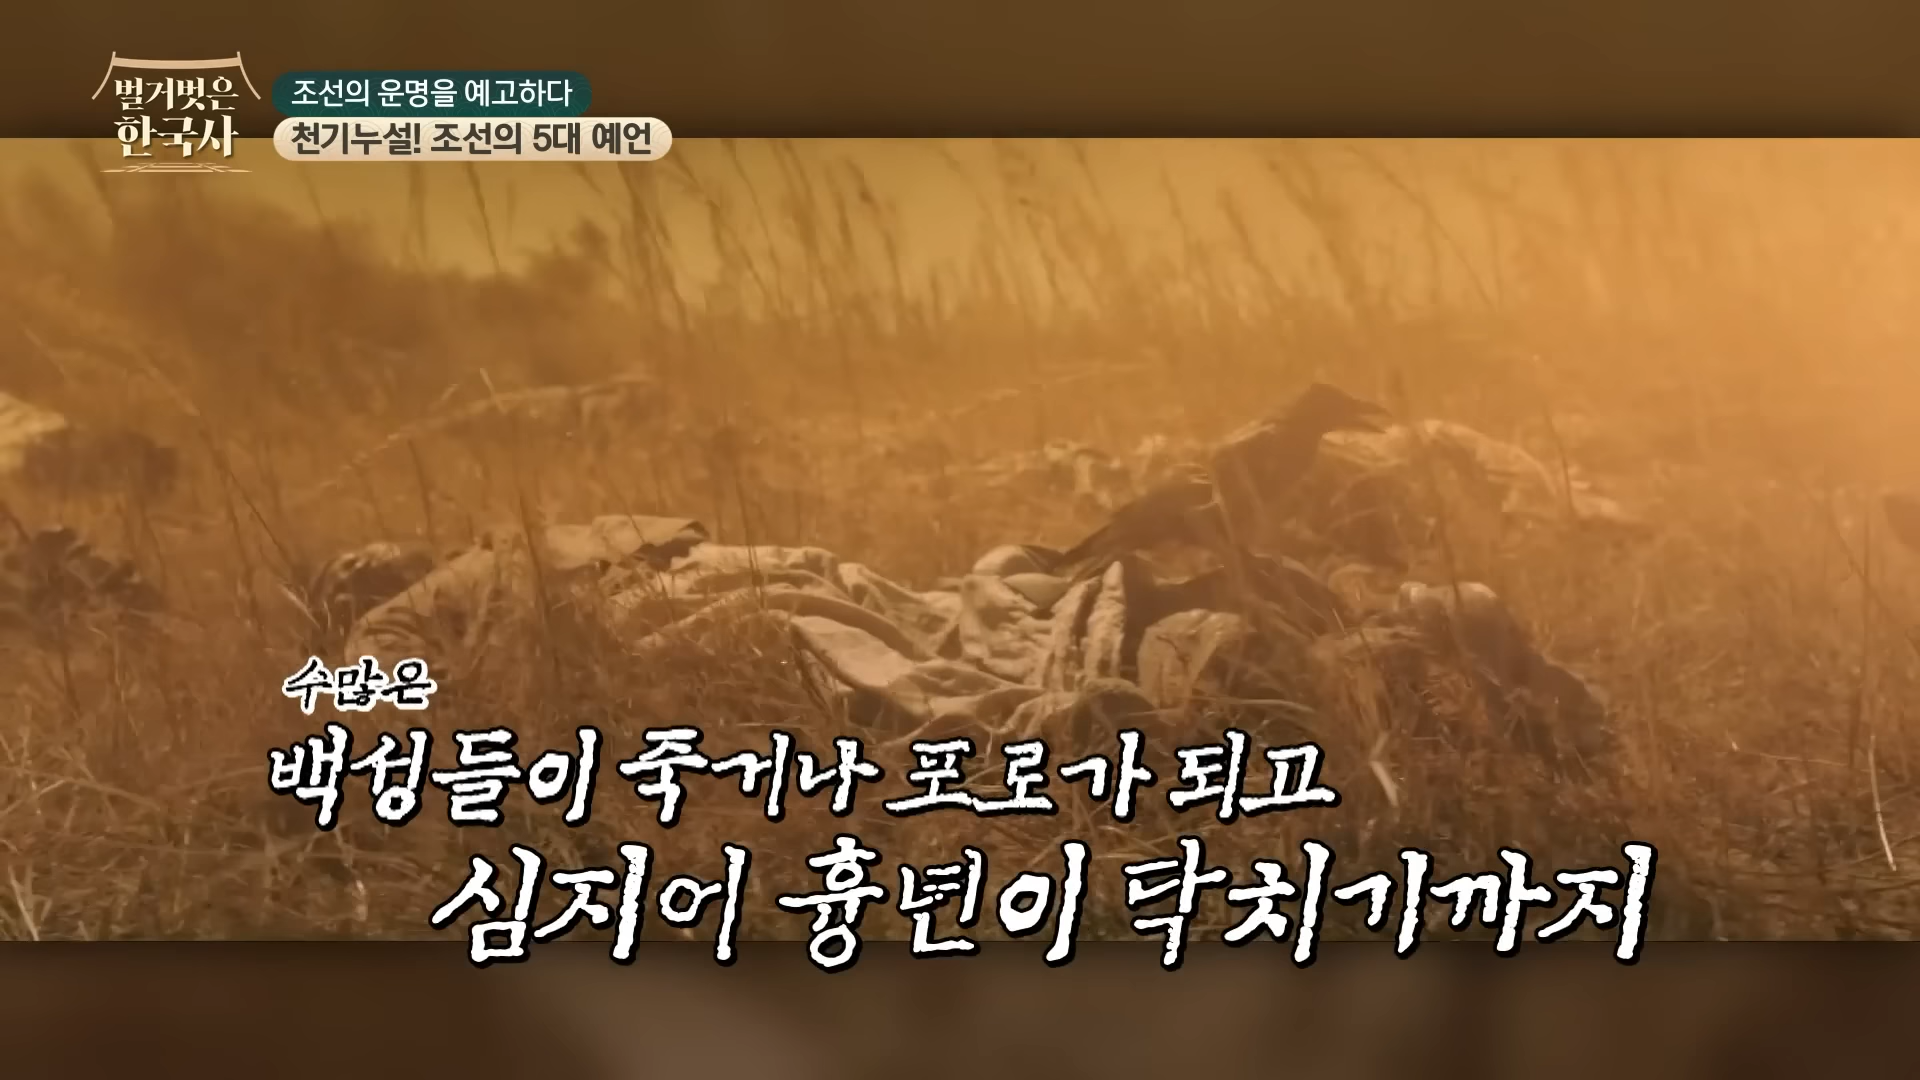 벌거벗은
한국사
조선의 운명을 예고하다
천기누설! 조선의 5대 예언
수많은
백성들이 죽거나 포로가 되고
심지어 흉년이 닥치기까지